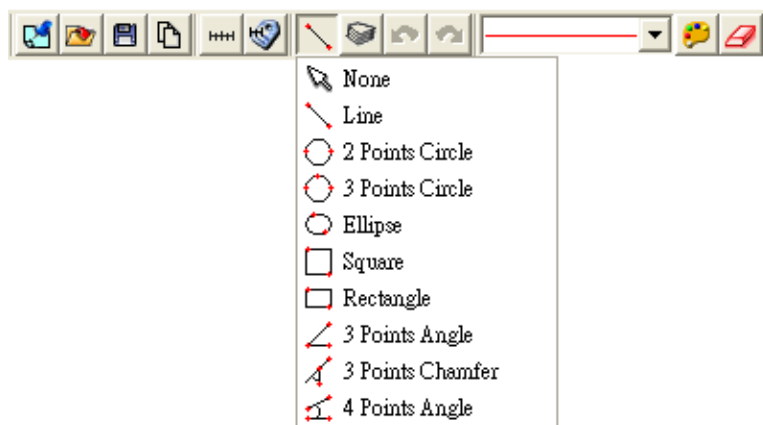 None
Line
2 Points Circle
3 Points Circle
Ellipse
Square
Rectangle
3 Points Angle
3 Points Chamfer
4 Points Angle